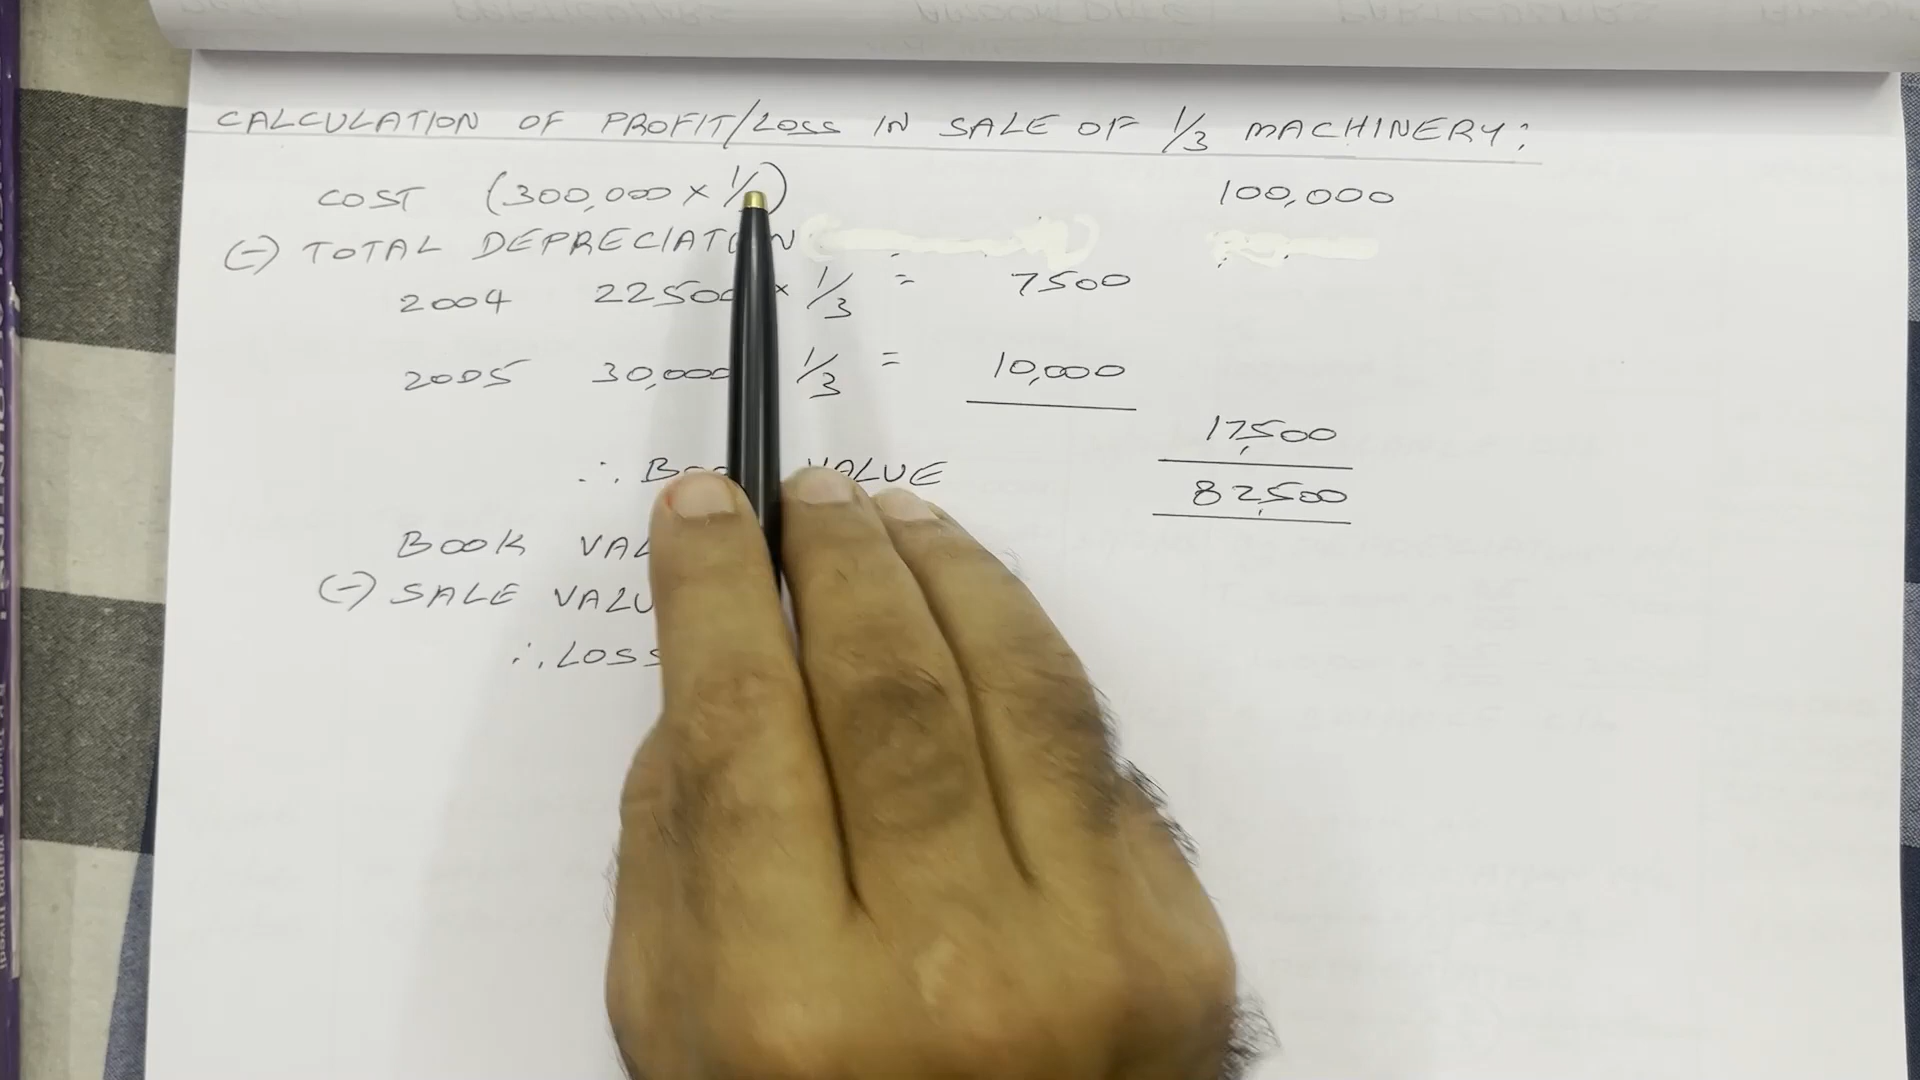 CALCULATION OF PROFIT/LOSS IN SALE OF 1/3 MACHINERY:
COST (300,000 × 1/ ) 100,000
(-) TOTAL DEPRECIATION
2004 22500 × 1/3 = 7500
2005 30,000 1/3 = 10,000
17,500
∴ BOOK VALUE 82,500
BOOK VAL
(-) SALE VALU
∴ LOSS